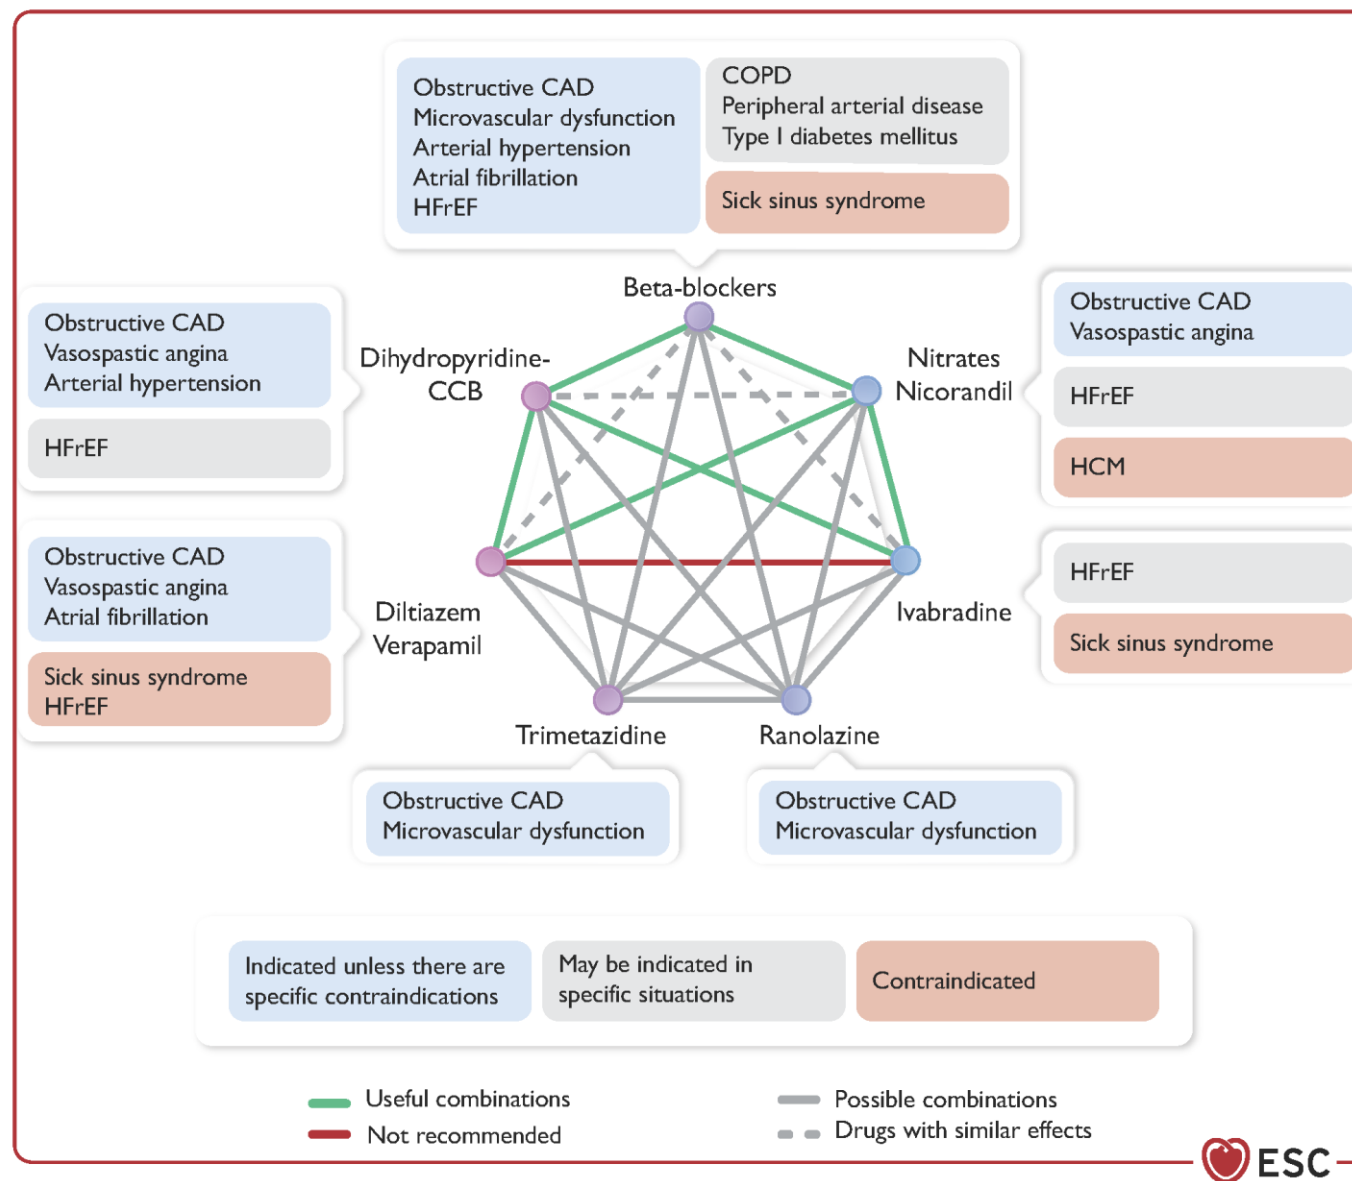 Obstructive CAD
Microvascular dysfunction
Arterial hypertension
Atrial fibrillation
HFrEF
COPD
Peripheral arterial disease
Type I diabetes mellitus
Sick sinus syndrome
Beta-blockers
Obstructive CAD
Vasospastic angina
Arterial hypertension
HFrEF
Dihydropyridine-
CCB
Nitrates
Nicorandil
Obstructive CAD
Vasospastic angina
HFrEF
HCM
Obstructive CAD
Vasospastic angina
Atrial fibrillation
Sick sinus syndrome
HFrEF
Diltiazem
Verapamil
Ivabradine
HFrEF
Sick sinus syndrome
Trimetazidine
Ranolazine
Obstructive CAD
Microvascular dysfunction
Obstructive CAD
Microvascular dysfunction
Indicated unless there are
specific contraindications
May be indicated in
specific situations
Contraindicated
Useful combinations
Not recommended
Possible combinations
Drugs with similar effects
ESC